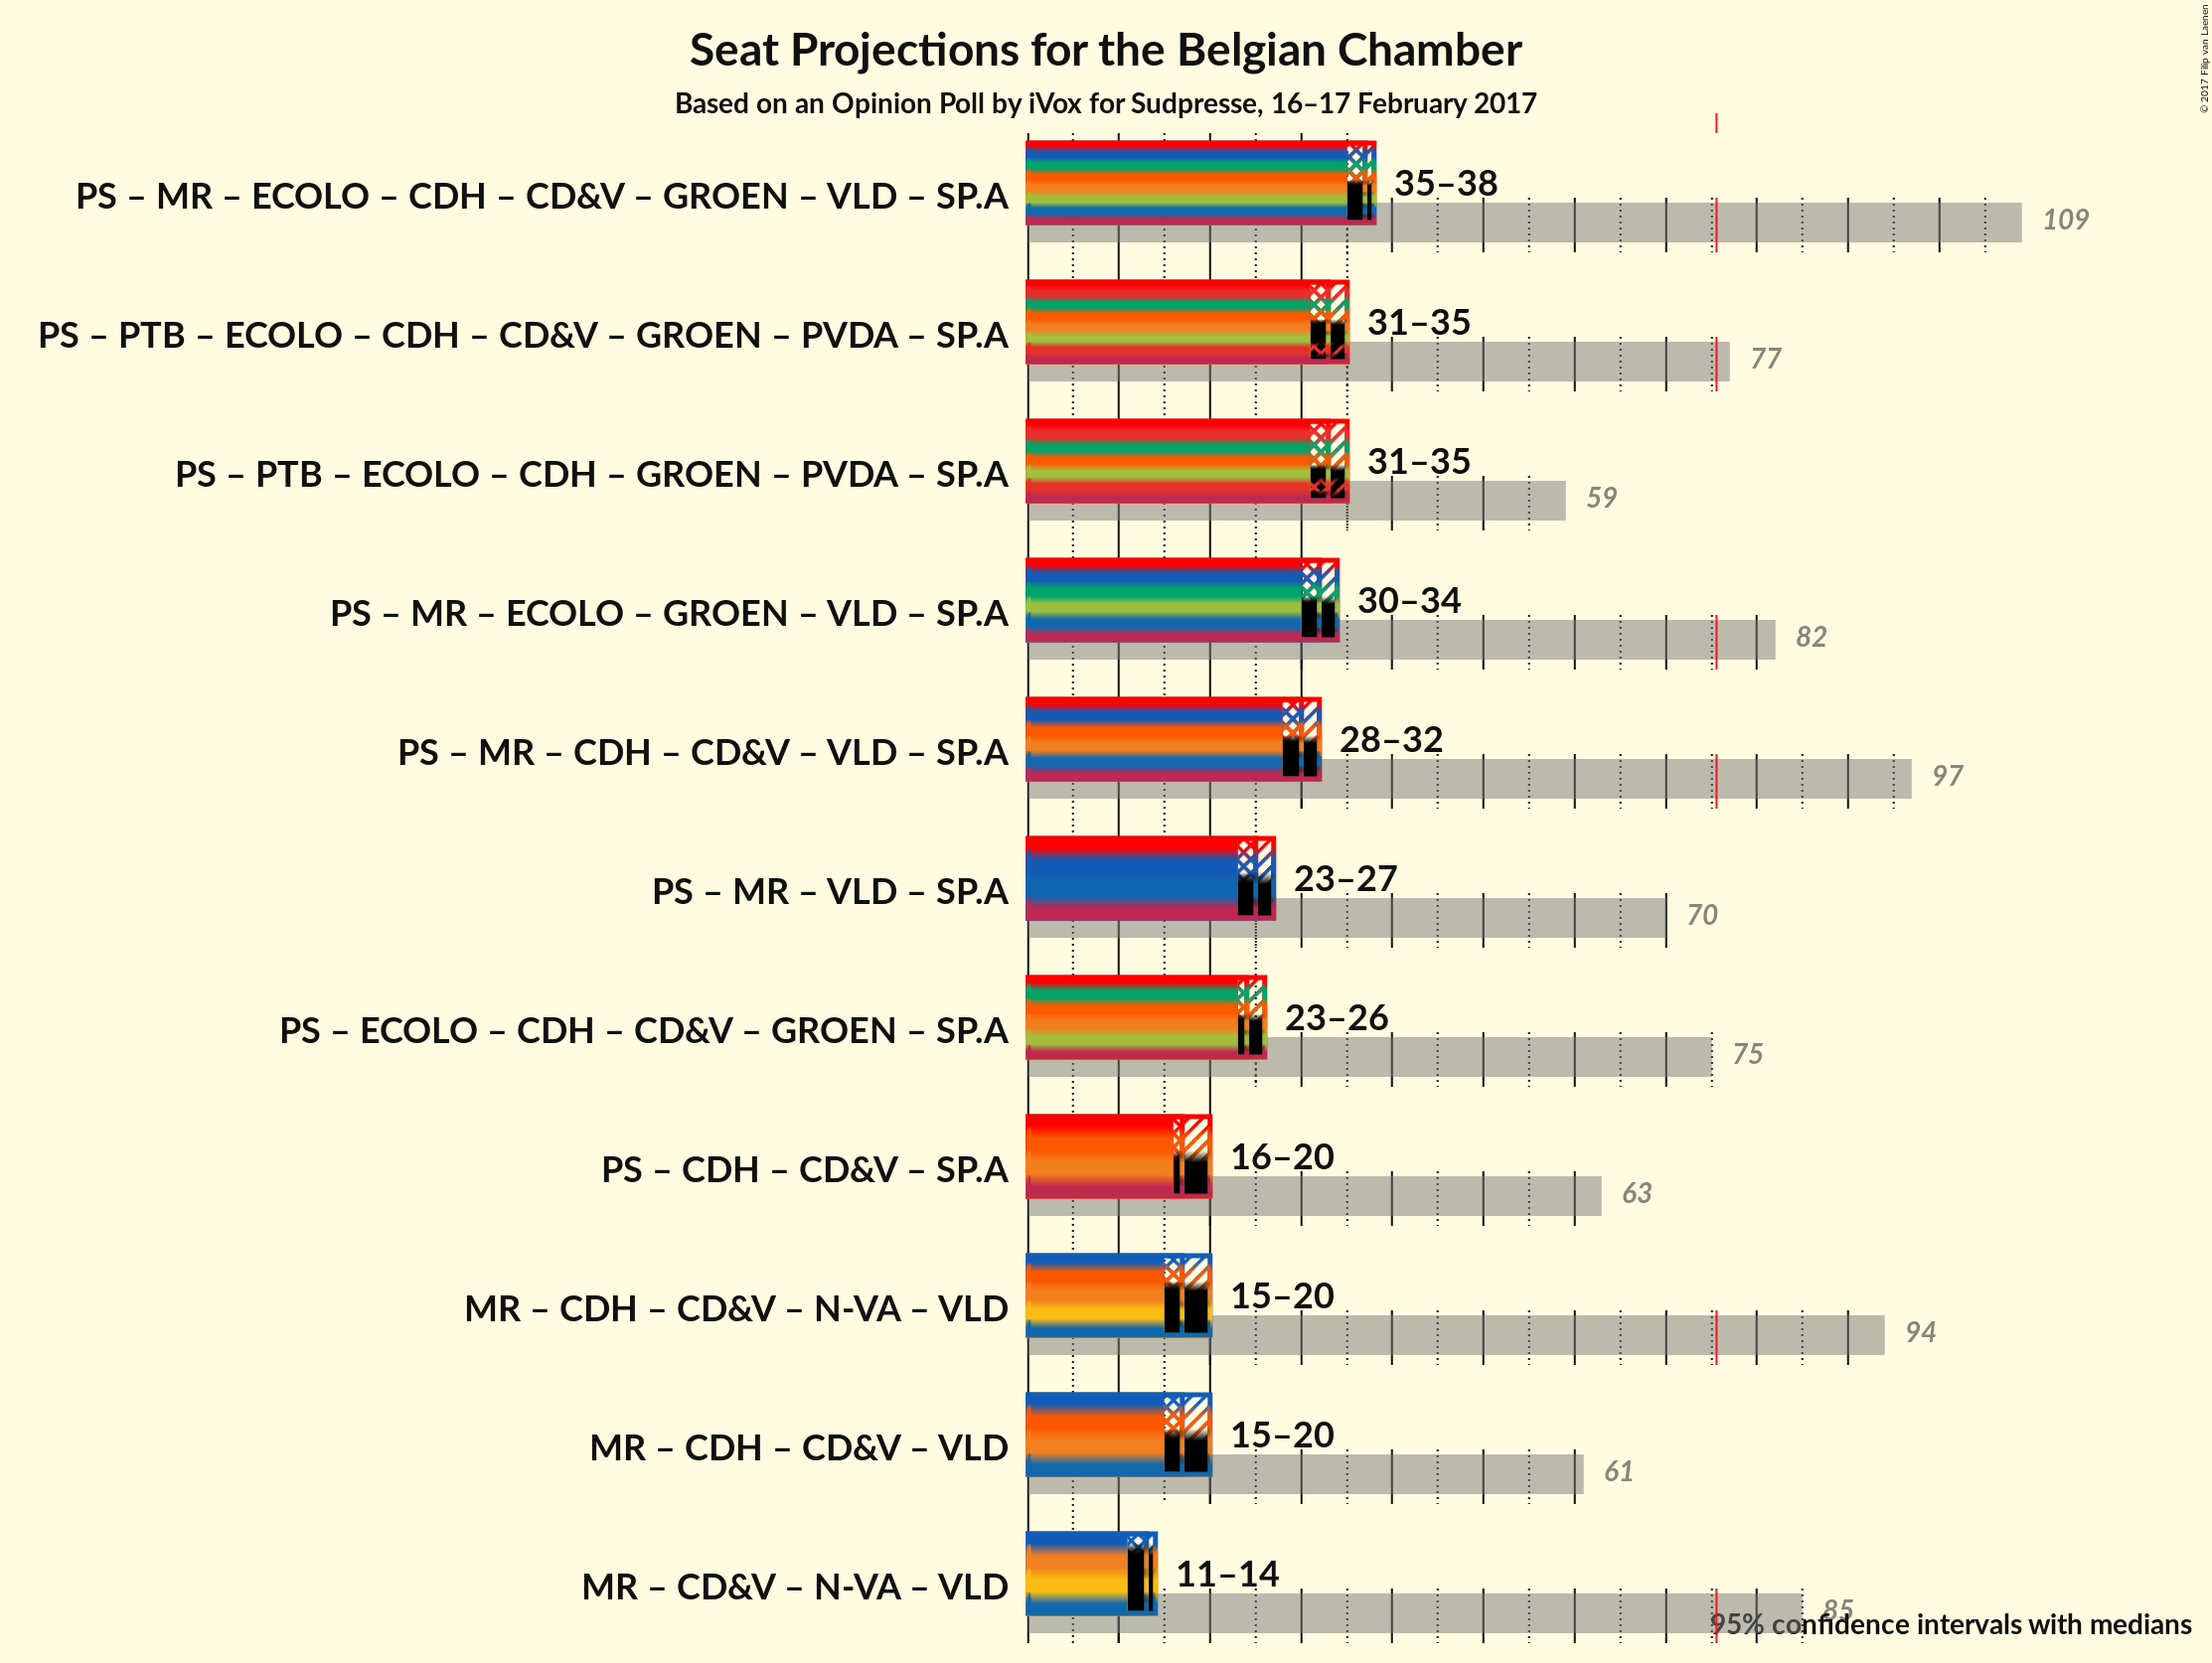 Seat Projections for the Belgian Chamber
Based on an Opinion Poll by iVox for Sudpresse, 16–17 February 2017
© 2017 Filip van Laenen
PS – MR – ECOLO – CDH – CD&V – GROEN – VLD – SP.A
35–38
109
PS – PTB – ECOLO – CDH – CD&V – GROEN – PVDA – SP.A
31–35
77
PS – PTB – ECOLO – CDH – GROEN – PVDA – SP.A
31–35
59
PS – MR – ECOLO – GROEN – VLD – SP.A
30–34
82
PS – MR – CDH – CD&V – VLD – SP.A
28–32
97
PS – MR – VLD – SP.A
23–27
70
PS – ECOLO – CDH – CD&V – GROEN – SP.A
23–26
75
PS – CDH – CD&V – SP.A
16–20
63
MR – CDH – CD&V – N-VA – VLD
15–20
94
MR – CDH – CD&V – VLD
15–20
61
MR – CD&V – N-VA – VLD
11–14
85
95% confidence intervals with medians